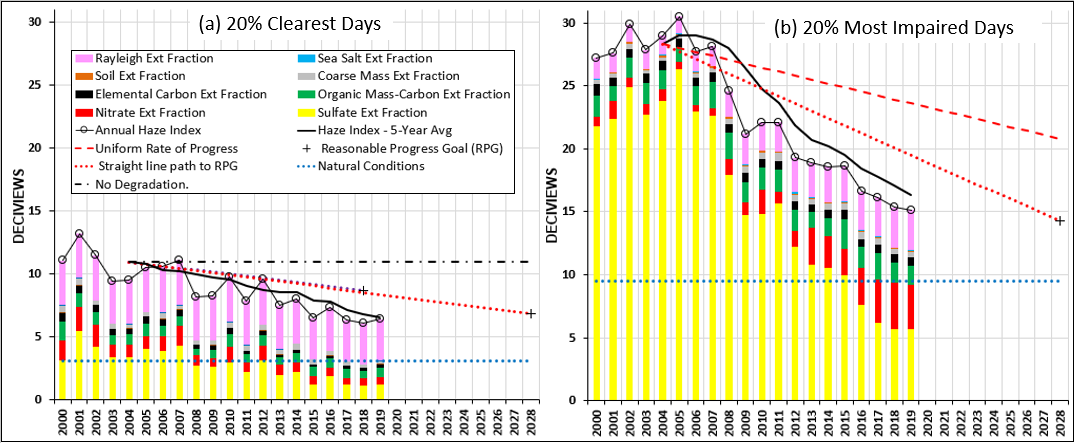 (a) 20% Clearest Days
DECIVIEWS
30
25
20
15
10
5
0
Rayleigh Ext Fraction
Sea Salt Ext Fraction
Soil Ext Fraction
Coarse Mass Ext Fraction
Elemental Carbon Ext Fraction
Organic Mass-Carbon Ext Fraction
Nitrate Ext Fraction
Sulfate Ext Fraction
Annual Haze Index
Haze Index - 5-Year Avg
Uniform Rate of Progress
Reasonable Progress Goal (RPG)
Straight line path to RPG
Natural Conditions
No Degradation.
2000 2001 2002 2003 2004 2005 2006 2007 2008 2009 2010 2011 2012 2013 2014 2015 2016 2017 2018 2019 2020 2021 2022 2023 2024 2025 2026 2027 2028
(b) 20% Most Impaired Days
DECIVIEWS
30
25
20
15
10
5
0
2000 2001 2002 2003 2004 2005 2006 2007 2008 2009 2010 2011 2012 2013 2014 2015 2016 2017 2018 2019 2020 2021 2022 2023 2024 2025 2026 2027 2028